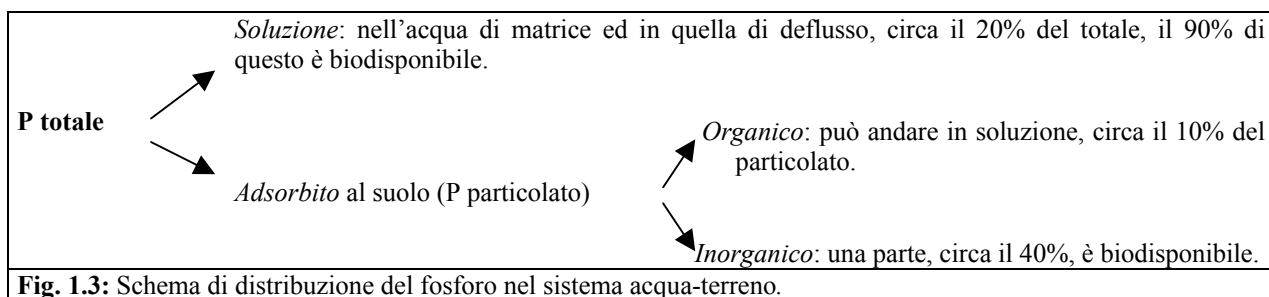 Soluzione: nell'acqua di matrice ed in quella di deflusso, circa il 20% del totale, il 90% di
questo è biodisponibile.
P totale
Organico: può andare in soluzione, circa il 10% del
particolato.
Adsorbito al suolo (P particolato)
Inorganico: una parte, circa il 40%, è biodisponibile.
Fig. 1.3: Schema di distribuzione del fosforo nel sistema acqua-terreno.